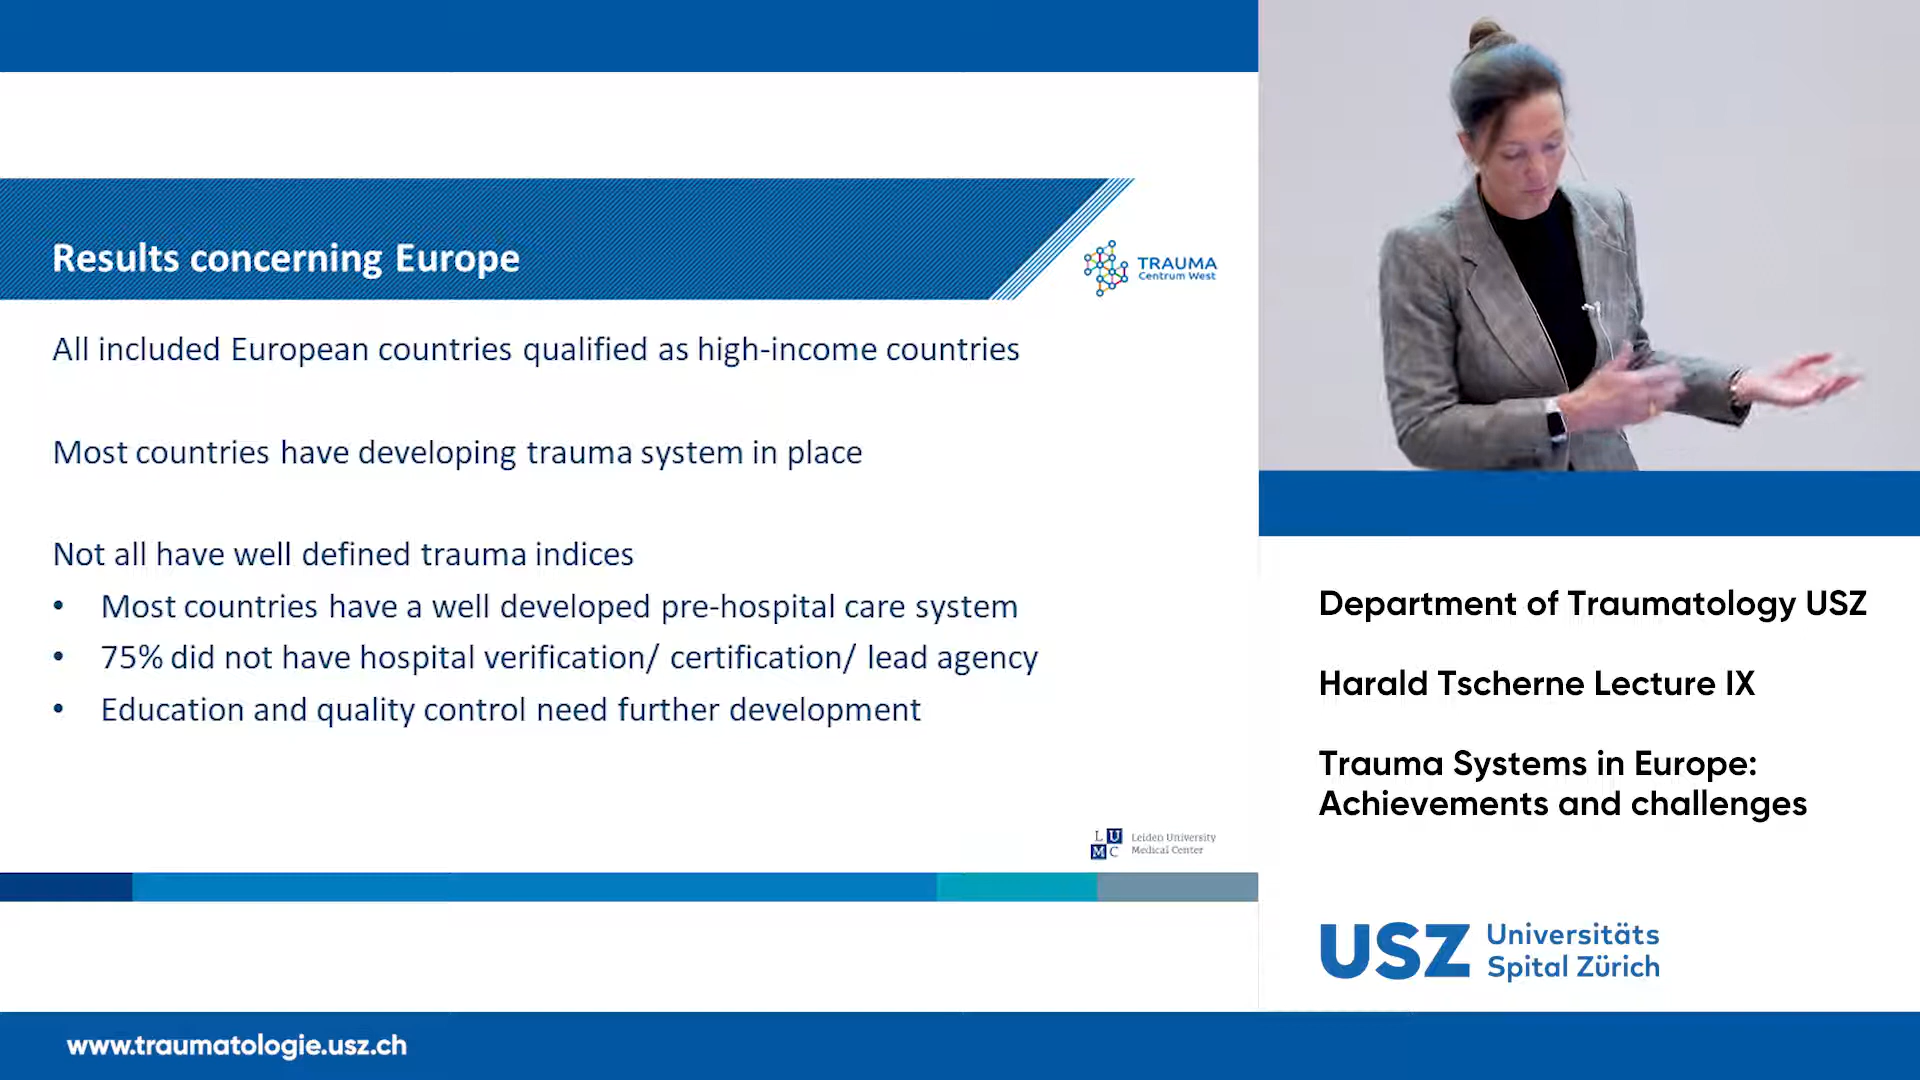 Results concerning Europe
TRAUMA
Centrum West
All included European countries qualified as high-income countries
Most countries have developing trauma system in place
Not all have well defined trauma indices
• Most countries have a well developed pre-hospital care system
• 75% did not have hospital verification/ certification/ lead agency
• Education and quality control need further development
LUMC
Leiden University
Medical Center
Department of Traumatology USZ
Harald Tscherne Lecture IX
Trauma Systems in Europe:
Achievements and challenges
USZ
Universitäts
Spital Zürich
www.traumatologie.usz.ch